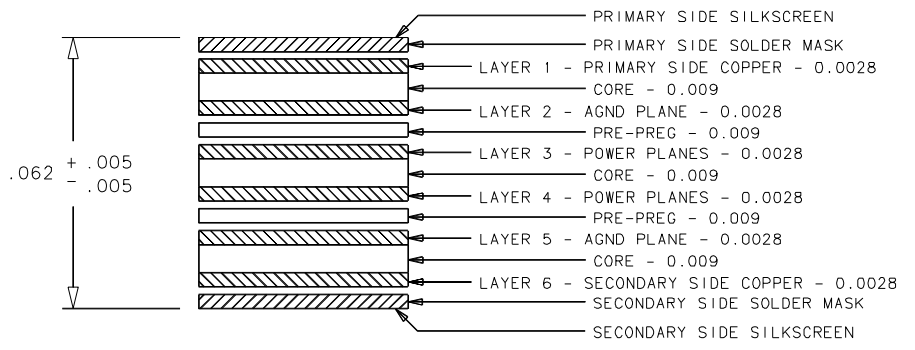 PRIMARY SIDE SILKSCREEN
PRIMARY SIDE SOLDER MASK
LAYER 1 - PRIMARY SIDE COPPER - 0.0028
CORE - 0.009
LAYER 2 - AGND PLANE - 0.0028
PRE-PREG - 0.009
LAYER 3 - POWER PLANES - 0.0028
.062 + .005
- .005
CORE - 0.009
LAYER 4 - POWER PLANES - 0.0028
PRE-PREG - 0.009
LAYER 5 - AGND PLANE - 0.0028
CORE - 0.009
LAYER 6 - SECONDARY SIDE COPPER - 0.0028
SECONDARY SIDE SOLDER MASK
SECONDARY SIDE SILKSCREEN